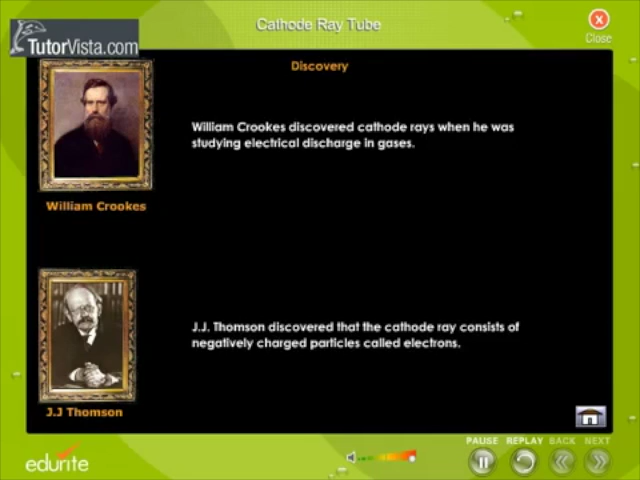 Cathode Ray Tube
X
Close
TutorVista.com
Discovery
William Crookes discovered cathode rays when he was
studying electrical discharge in gases.
William Crookes
J.J. Thomson discovered that the cathode ray consists of
negatively charged particles called electrons.
J.J Thomson
PAUSE REPLAY BACK NEXT
edurite